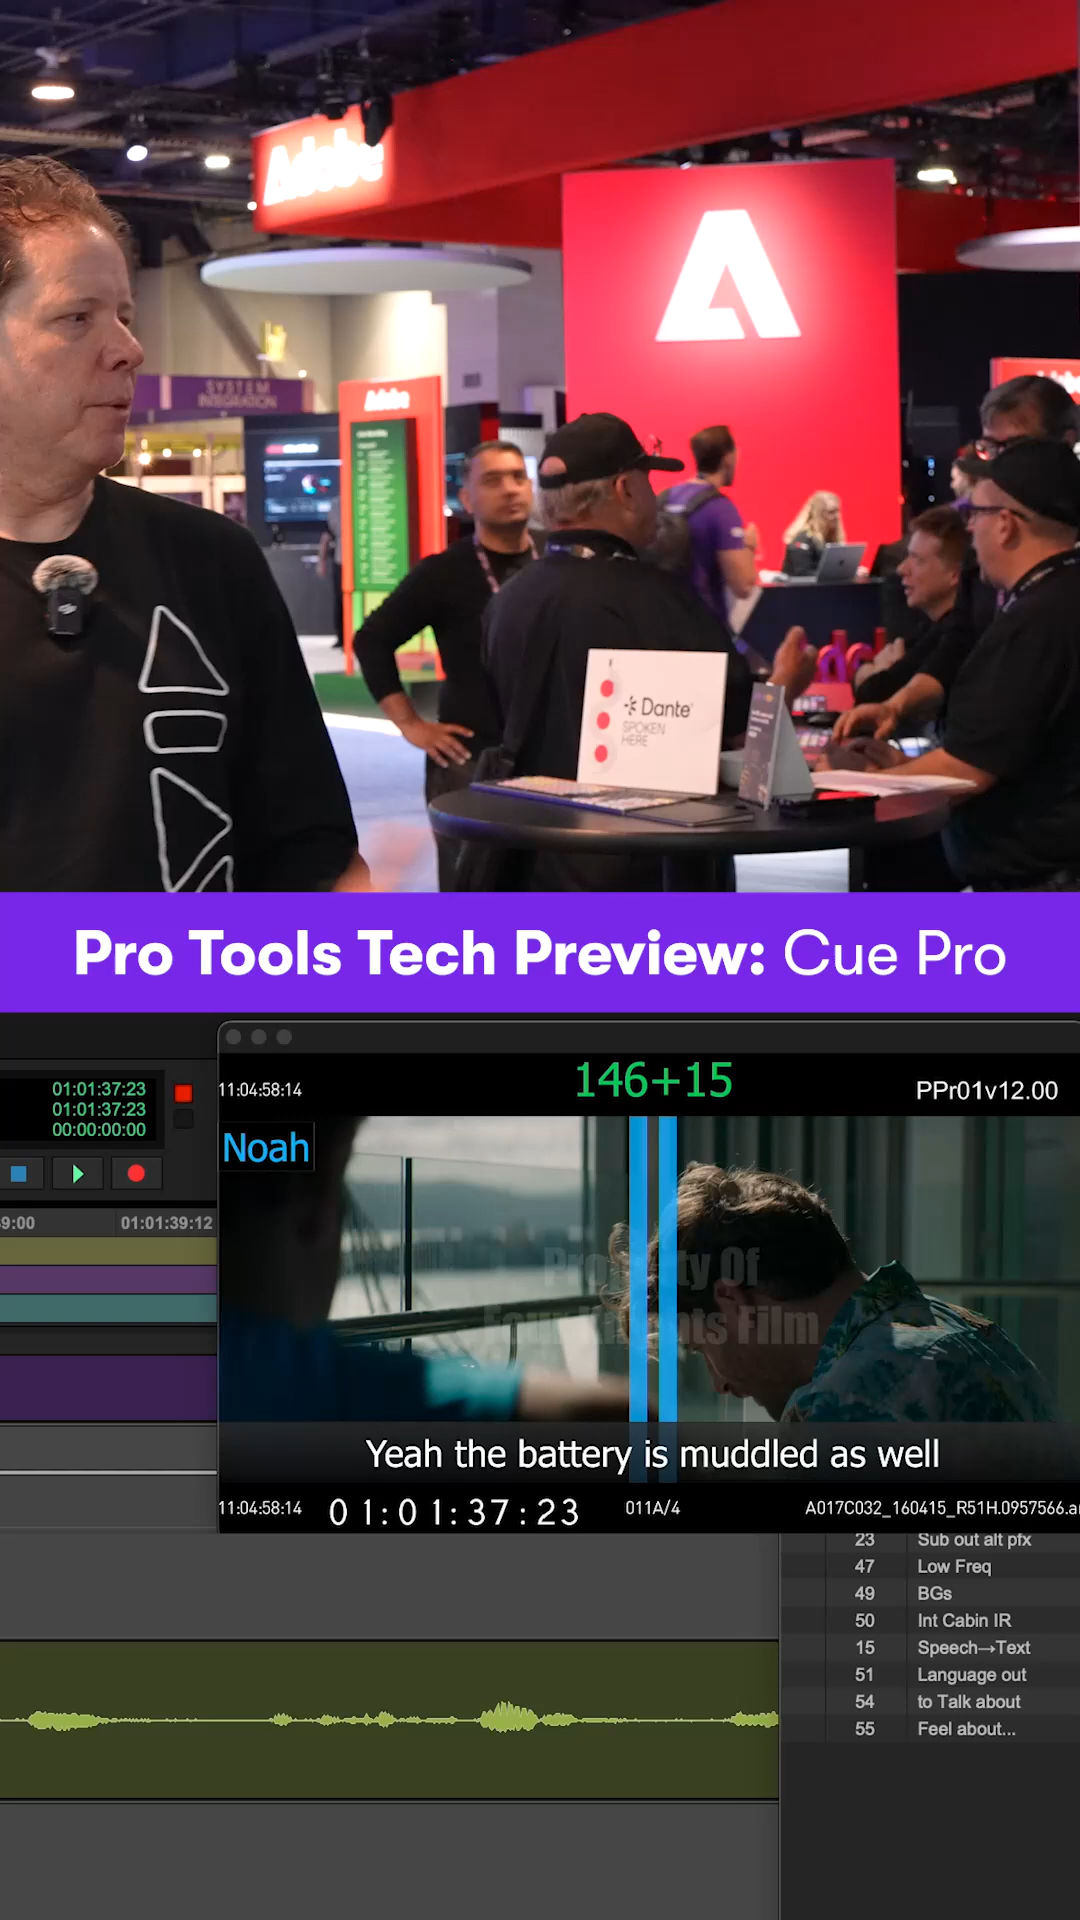 Adobe
SYSTEM
INTEGRATION
Adobe
Dante
SPOKEN
HERE
Pro Tools Tech Preview: Cue Pro
01:01:37:23
01:01:37:23
00:00:00:00
11:04:58:14
146+15
PPr01v12.00
Noah
9:00
01:01:39:12
Property Of
Film
Yeah the battery is muddled as well
11:04:58:14
01:01:37:23
011A/4
A017C032_160415_R51H.0957566.a
23 Sub out alt pfx
47 Low Freq
49 BGs
50 Int Cabin IR
15 Speech→Text
51 Language out
54 to Talk about
55 Feel about...